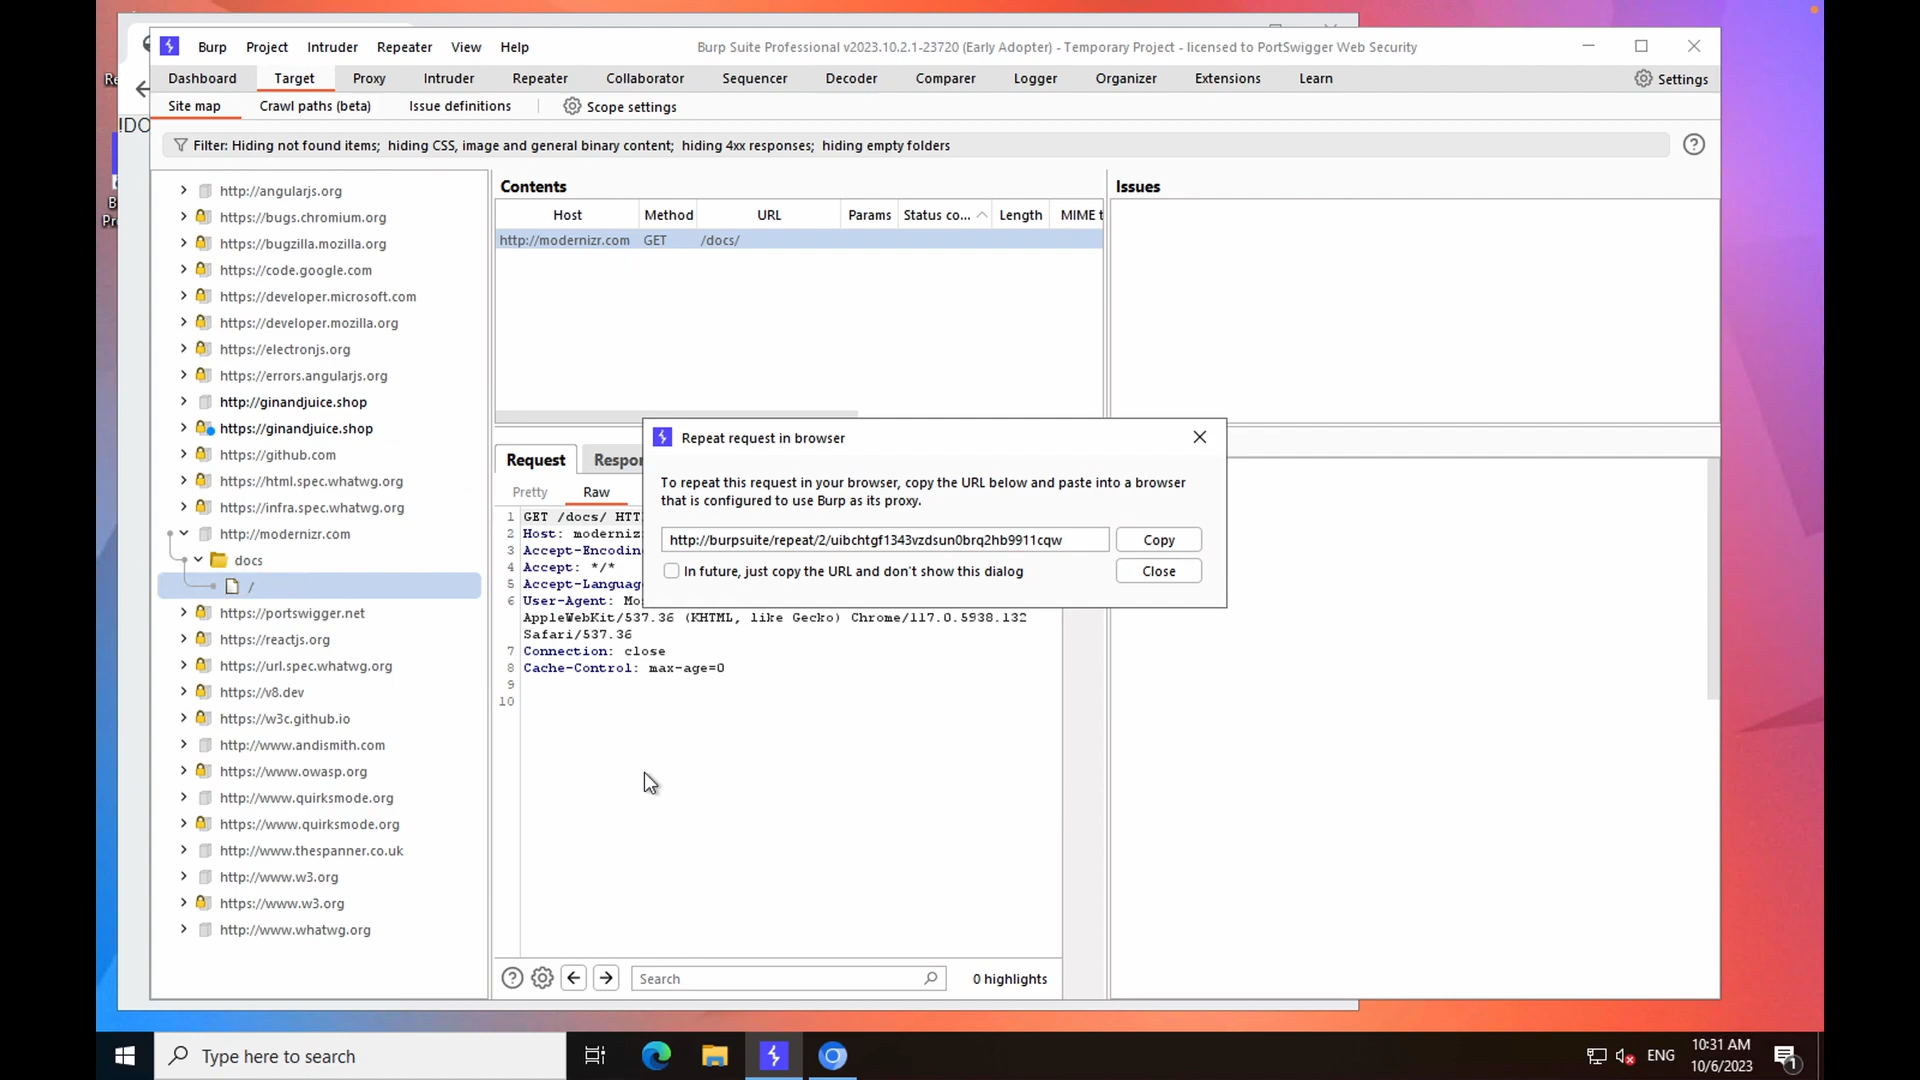 Burp Project Intruder Repeater View Help
Burp Suite Professional v2023.10.2.1-23720 (Early Adopter) - Temporary Project - licensed to PortSwigger Web Security
Dashboard Target Proxy Intruder Repeater Collaborator Sequencer Decoder Comparer Logger Organizer Extensions Learn
Settings
Site map Crawl paths (beta) Issue definitions Scope settings
Filter: Hiding not found items; hiding CSS, image and general binary content; hiding 4xx responses; hiding empty folders
http://angularjs.org
https://bugs.chromium.org
https://bugzilla.mozilla.org
https://code.google.com
https://developer.microsoft.com
https://developer.mozilla.org
https://electronjs.org
https://errors.angularjs.org
http://ginandjuice.shop
https://ginandjuice.shop
https://github.com
https://html.spec.whatwg.org
https://infra.spec.whatwg.org
http://modernizr.com
docs
/
https://portswigger.net
https://reactjs.org
https://url.spec.whatwg.org
https://v8.dev
https://w3c.github.io
http://www.andismith.com
https://www.owasp.org
http://www.quirksmode.org
https://www.quirksmode.org
http://www.thespanner.co.uk
http://www.w3.org
https://www.w3.org
http://www.whatwg.org
Contents
Host Method URL Params Status co... Length MIME t
http://modernizr.com GET /docs/
Issues
Request Respo
Pretty Raw
1 GET /docs/ HTT
2 Host: moderniz
3 Accept-Encodin
4 Accept: */*
5 Accept-Languag
6 User-Agent: Mo
AppleWebKit/537.36 (KHTML, like Gecko) Chrome/117.0.5938.132
Safari/537.36
7 Connection: close
8 Cache-Control: max-age=0
9
10
Search
0 highlights
Repeat request in browser
To repeat this request in your browser, copy the URL below and paste into a browser
that is configured to use Burp as its proxy.
http://burpsuite/repeat/2/uibchtgf1343vzdsun0brq2hb9911cqw
Copy
In future, just copy the URL and don't show this dialog
Close
Re
!DO
B
Pr
Type here to search
ENG
10:31 AM
10/6/2023
1